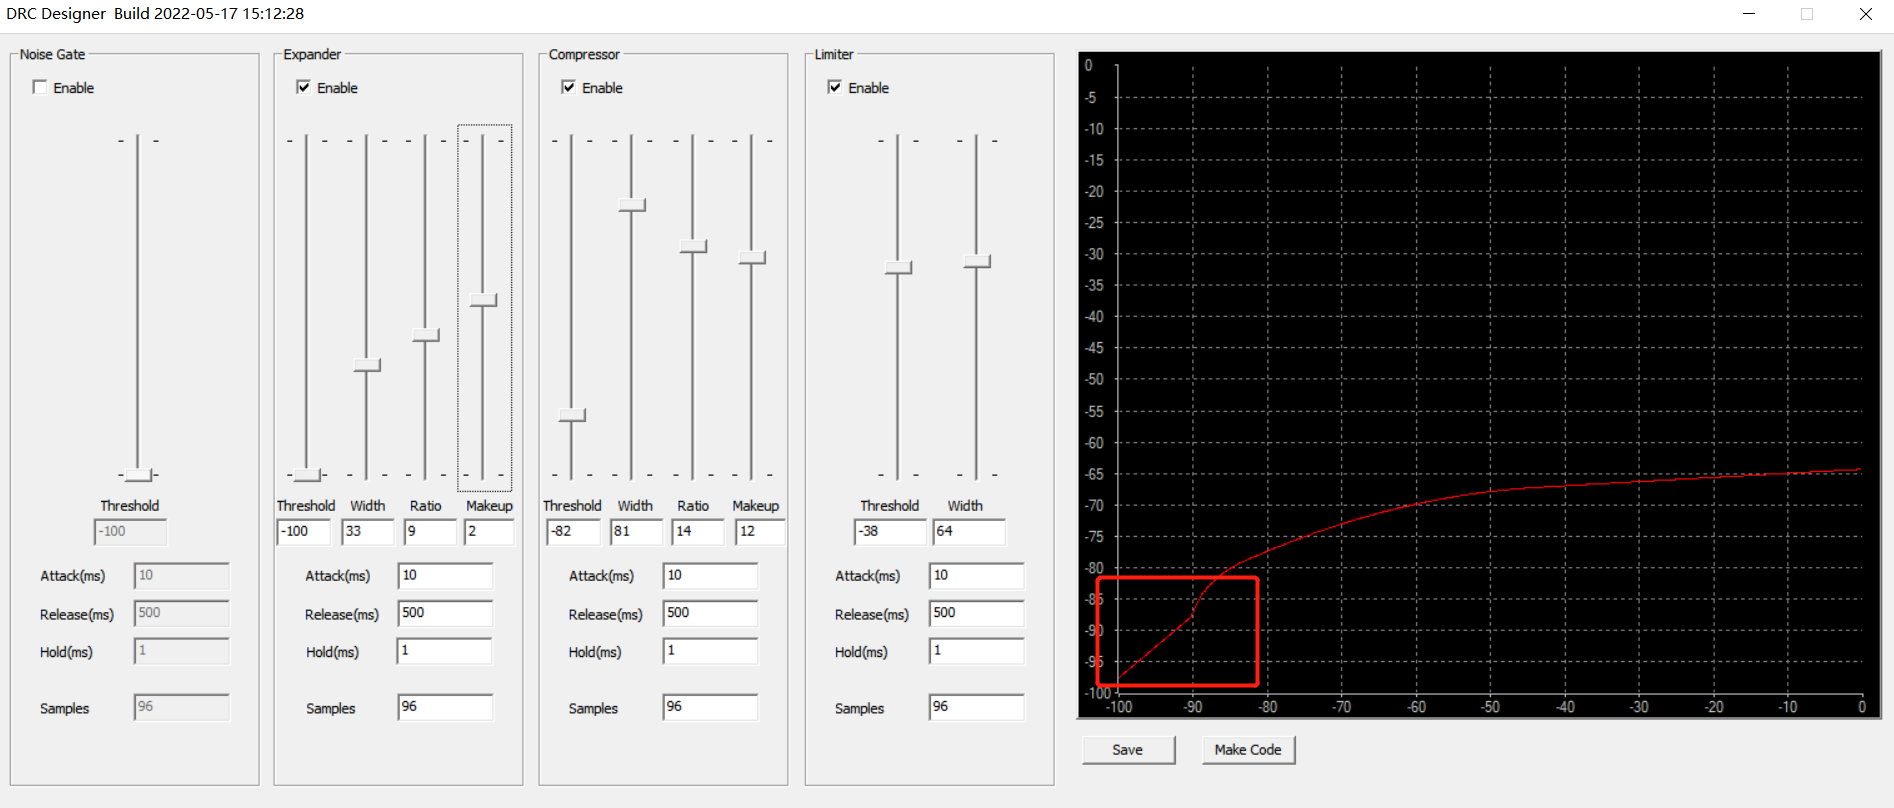 DRC Designer  Build 2022-05-17 15:12:28
Noise Gate
Enable
Threshold
-100
Attack(ms) 10
Release(ms) 500
Hold(ms) 1
Samples 96
Expander
Enable
Threshold Width Ratio Makeup
-100 33 9 2
Attack(ms) 10
Release(ms) 500
Hold(ms) 1
Samples 96
Compressor
Enable
Threshold Width Ratio Makeup
-82 81 14 12
Attack(ms) 10
Release(ms) 500
Hold(ms) 1
Samples 96
Limiter
Enable
Threshold Width
-38 64
Attack(ms) 10
Release(ms) 500
Hold(ms) 1
Samples 96
0
-5
-10
-15
-20
-25
-30
-35
-40
-45
-50
-55
-60
-65
-70
-75
-80
-85
-90
-95
-100
-100 -90 -80 -70 -60 -50 -40 -30 -20 -10 0
Save Make Code